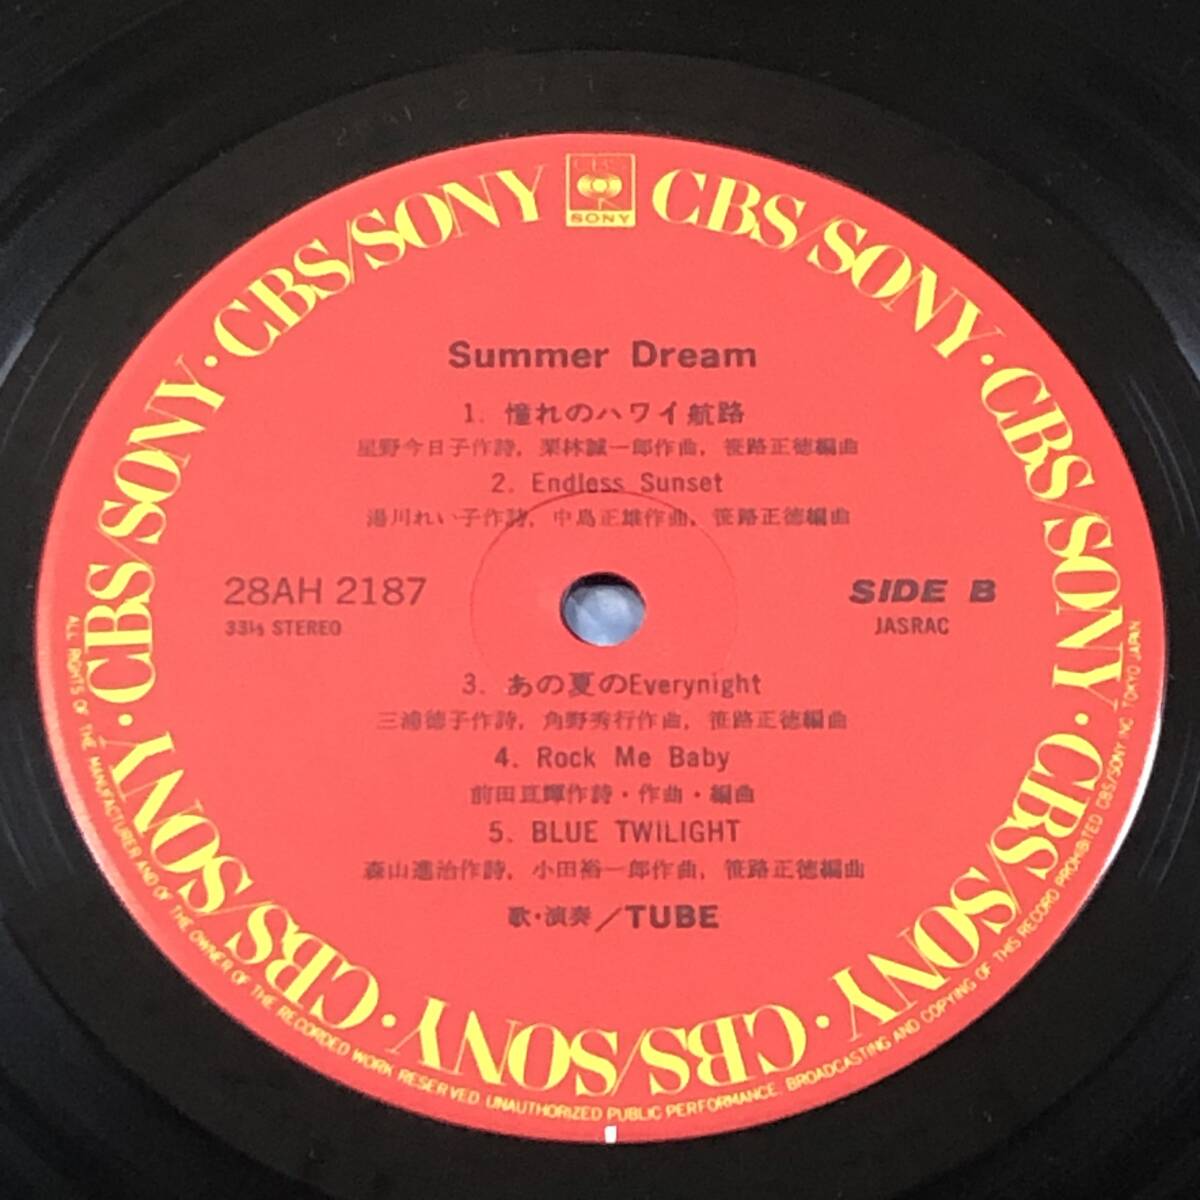 CBS
SONY
CBS/SONY · CBS/SONY · CBS/SONY · CBS/SONY · CBS/SONY · CBS/SONY · CBS/SONY · CBS/SONY
Summer Dream
1. 憧れのハワイ航路
星野今日子作詩, 栗林誠一郎作曲, 笹路正徳編曲
2. Endless Sunset
湯川れい子作詩, 中島正雄作曲, 笹路正徳編曲
28AH 2187
33⅓ STEREO
SIDE B
JASRAC
3. あの夏のEverynight
三浦徳子作詩, 角野秀行作曲, 笹路正徳編曲
4. Rock Me Baby
前田亘輝作詩・作曲・編曲
5. BLUE TWILIGHT
森山進治作詩, 小田裕一郎作曲, 笹路正徳編曲
歌・演奏/TUBE
ALL RIGHTS OF THE MANUFACTURER AND OF THE OWNER OF THE RECORDED WORK RESERVED. UNAUTHORIZED PUBLIC PERFORMANCE, BROADCASTING AND COPYING OF THIS RECORD PROHIBITED CBS/SONY INC. TOKYO JAPAN.